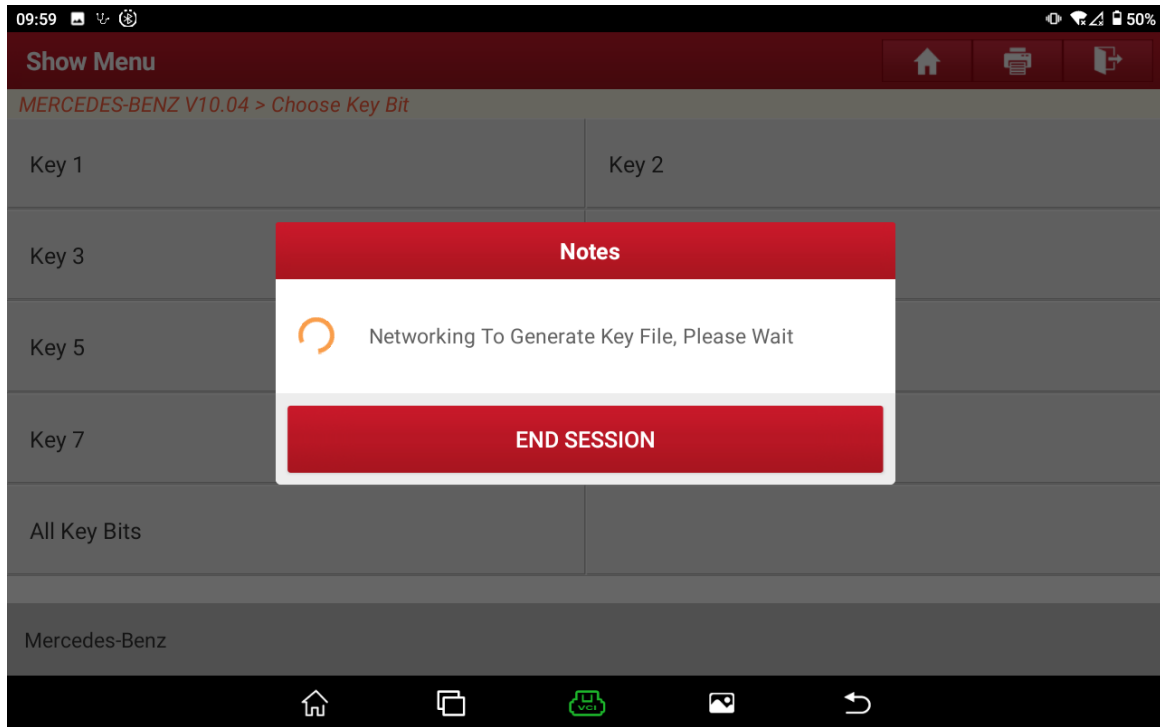 09:59 50%
Show Menu
MERCEDES-BENZ V10.04 > Choose Key Bit
Key 1 Key 2
Key 3
Notes
Networking To Generate Key File, Please Wait
Key 5
Key 7
END SESSION
All Key Bits
Mercedes-Benz
VCI